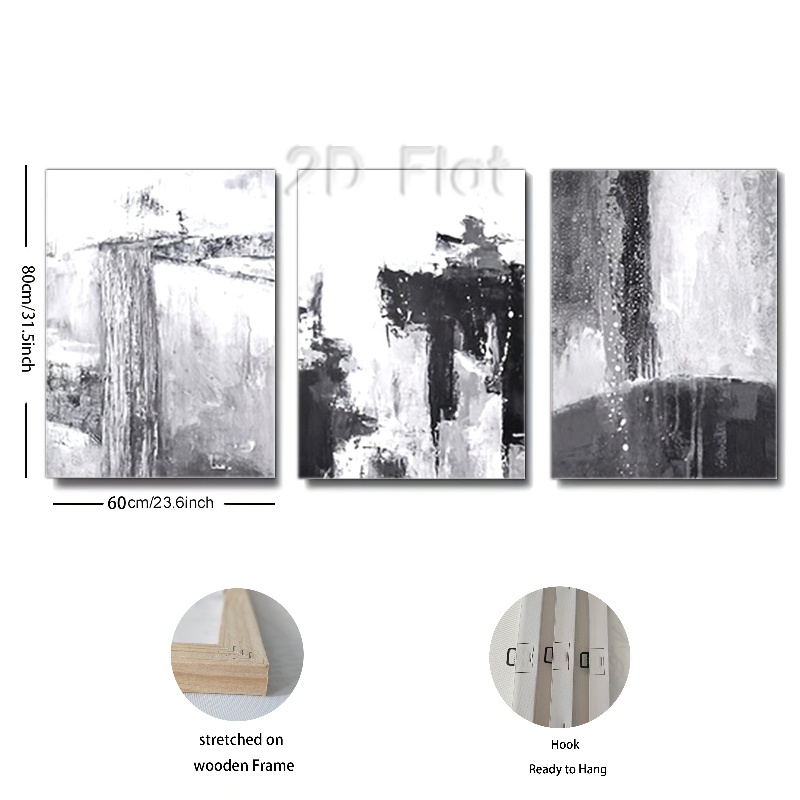 2D Flat
80cm/31.5inch
60cm/23.6inch
stretched on
wooden Frame
Hook
Ready to Hang